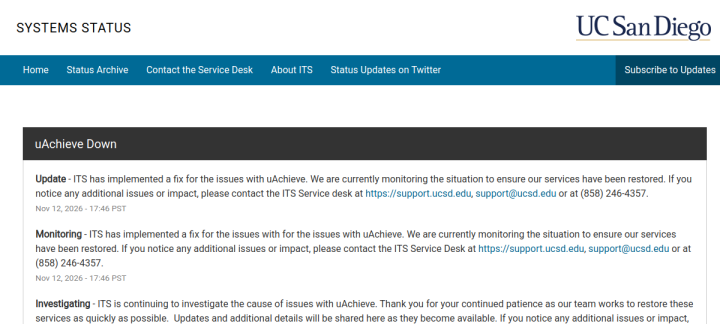 SYSTEMS STATUS
UC San Diego
Home Status Archive Contact the Service Desk About ITS Status Updates on Twitter Subscribe to Updates
uAchieve Down
Update - ITS has implemented a fix for the issues with uAchieve. We are currently monitoring the situation to ensure our services have been restored. If you
notice any additional issues or impact, please contact the ITS Service desk at https://support.ucsd.edu, support@ucsd.edu or at (858) 246-4357.
Nov 12, 2026 - 17:46 PST
Monitoring - ITS has implemented a fix for the issues with for the issues with uAchieve. We are currently monitoring the situation to ensure our services
have been restored. If you notice any additional issues or impact, please contact the ITS Service Desk at https://support.ucsd.edu, support@ucsd.edu or at
(858) 246-4357.
Nov 12, 2026 - 17:46 PST
Investigating - ITS is continuing to investigate the cause of issues with uAchieve. Thank you for your continued patience as our team works to restore these
services as quickly as possible. Updates and additional details will be shared here as they become available. If you notice any additional issues or impact,